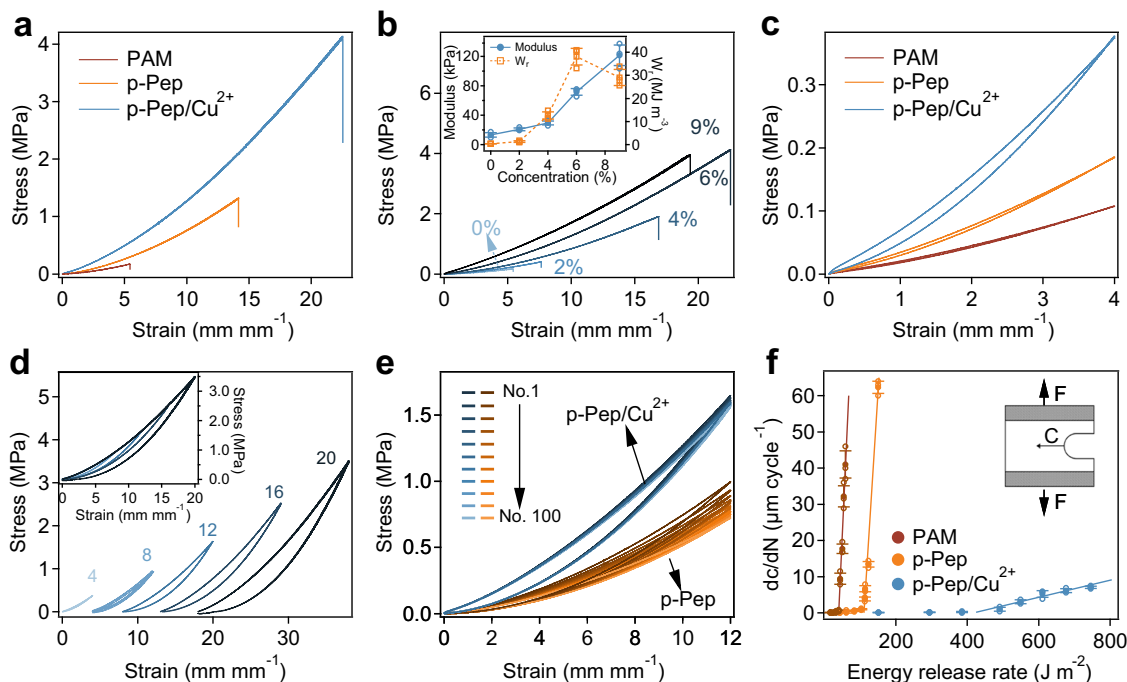 a
4
3
2
1
0
Stress (MPa)
PAM
p-Pep
p-Pep/Cu²⁺
0 5 10 15 20
Strain (mm mm⁻¹)
b
6
4
2
0
Stress (MPa)
120
80
40
0
Modulus (kPa)
Modulus
Wᵣ
40
30
20
10
0
Wᵣ (MJ m⁻³)
0 2 4 6 8
Concentration (%)
9%
6%
4%
0%
2%
0 5 10 15 20
Strain (mm mm⁻¹)
c
0.3
0.2
0.1
0.0
Stress (MPa)
PAM
p-Pep
p-Pep/Cu²⁺
0 1 2 3 4
Strain (mm mm⁻¹)
d
5
4
3
2
1
0
Stress (MPa)
3.0
2.0
1.0
0.0
Stress (MPa)
0 5 10 15 20
Strain (mm mm⁻¹)
20
16
12
8
4
0 10 20 30
Strain (mm mm⁻¹)
e
1.5
1.0
0.5
0.0
Stress (MPa)
No.1
No. 100
p-Pep/Cu²⁺
p-Pep
0 2 4 6 8 10 12
Strain (mm mm⁻¹)
f
60
50
40
30
20
10
0
dc/dN (μm cycle⁻¹)
F
C
F
PAM
p-Pep
p-Pep/Cu²⁺
200 400 600 800
Energy release rate (J m⁻²)